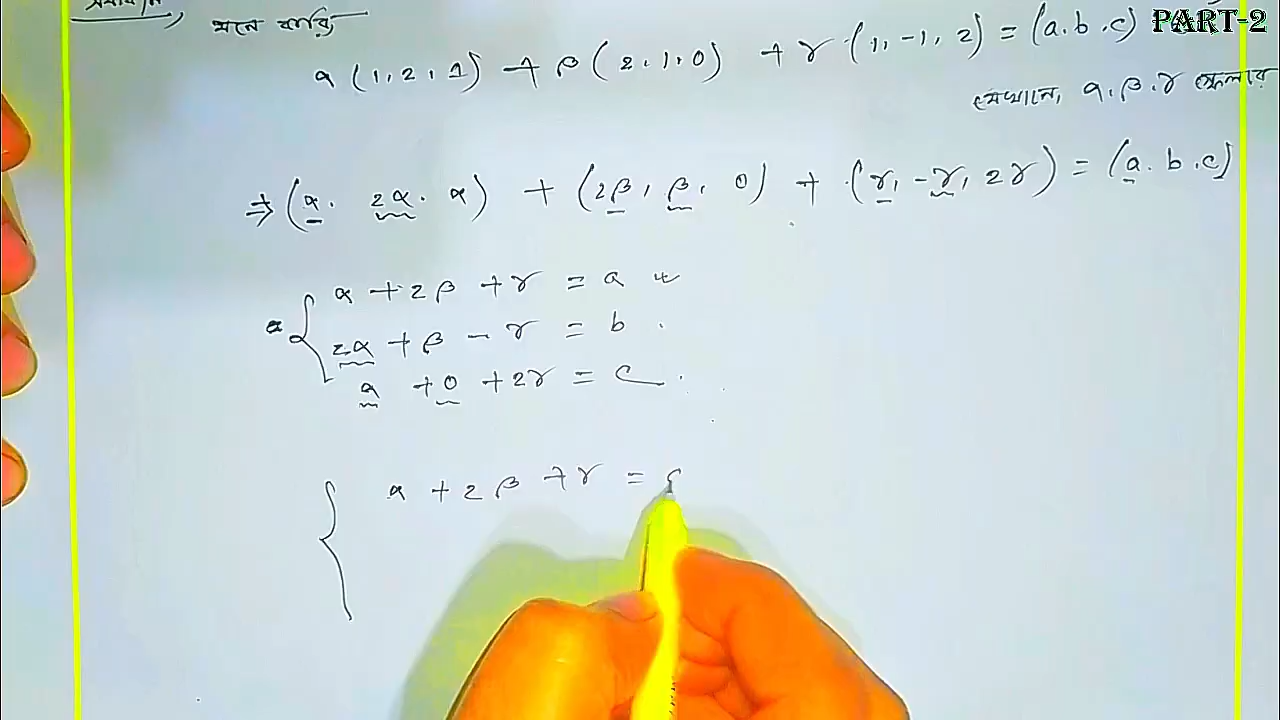 সমাধান, মনে করি
PART-2
α (1, 2, 1) + β (2, 1, 0) + γ (1, -1, 2) = (a, b, c)
যেখানে, α, β, γ স্কেলার
⇒ (α, 2α, α) + (2β, β, 0) + (γ, -γ, 2γ) = (a, b, c)
α + 2β + γ = a
2α + β - γ = b
α + 0 + 2γ = c
α + 2β + γ =